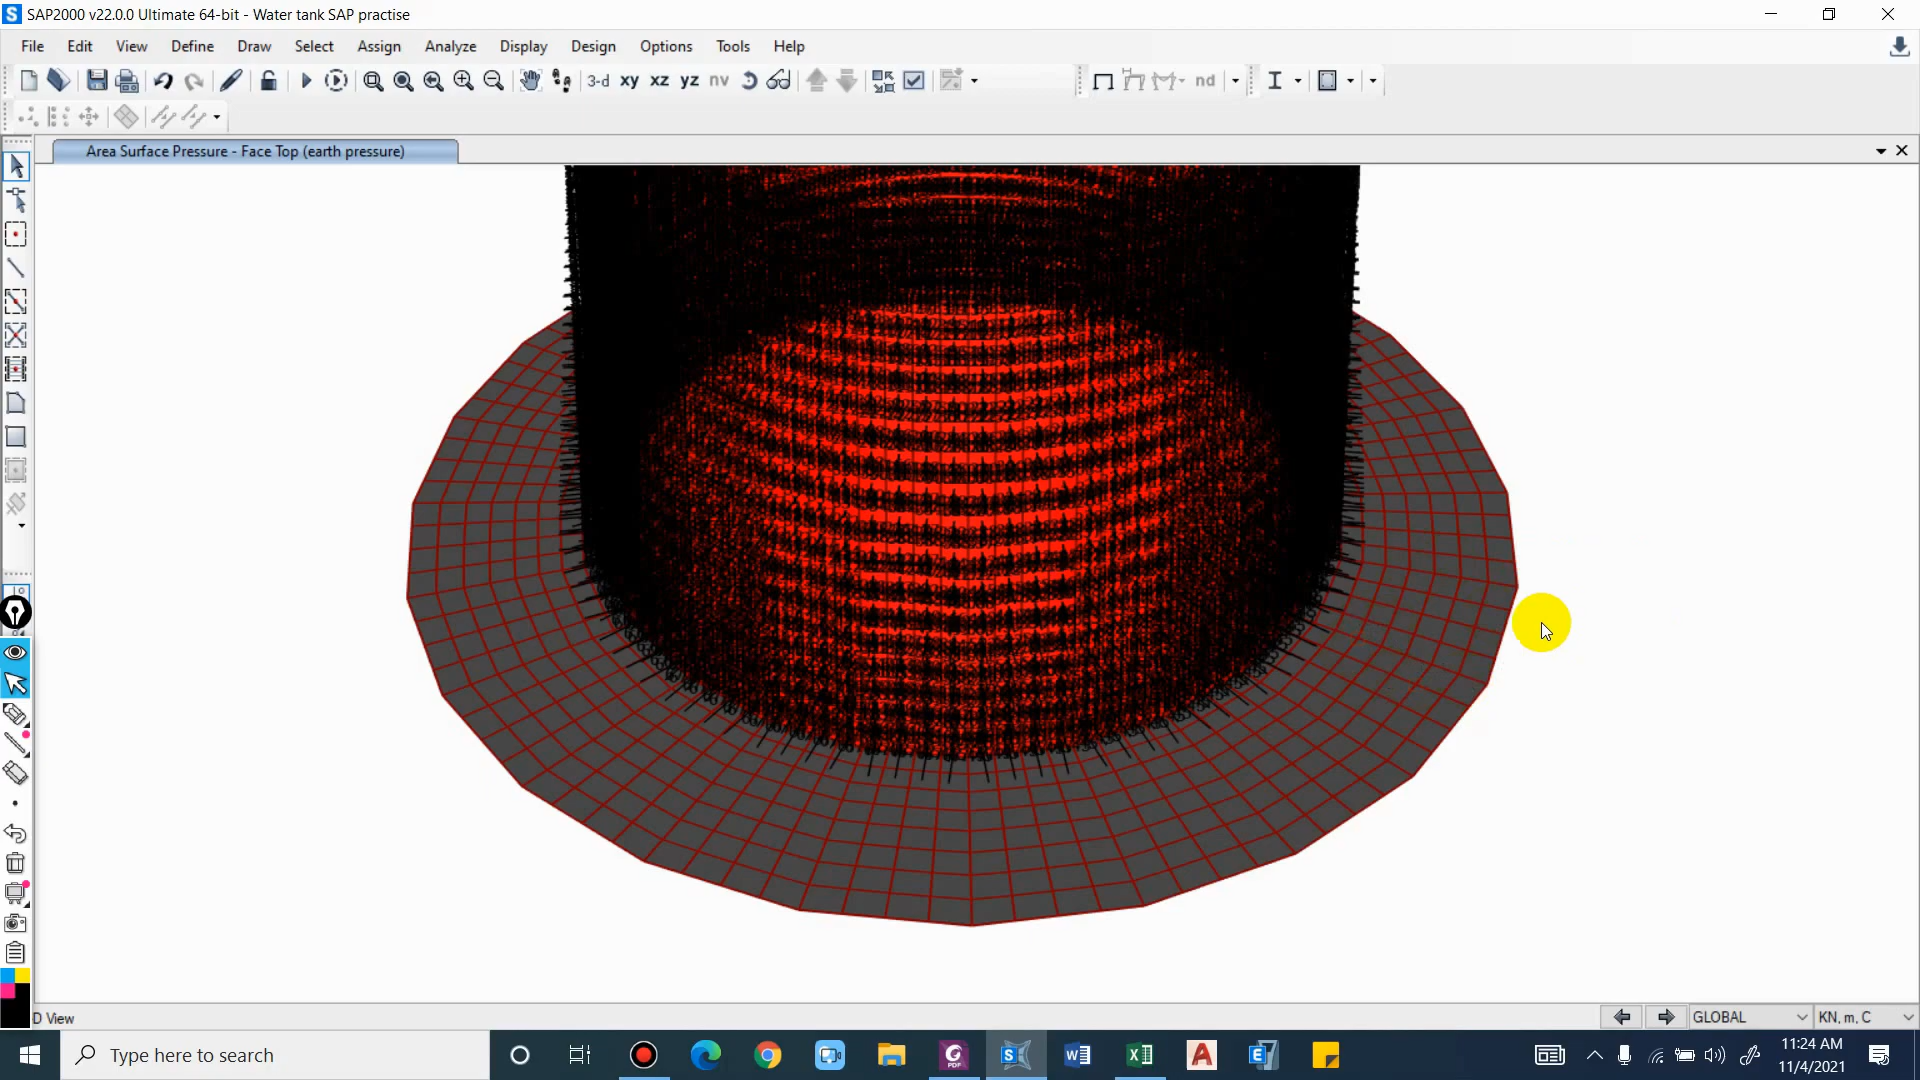 SAP2000 v22.0.0 Ultimate 64-bit - Water tank SAP practise
File Edit View Define Draw Select Assign Analyze Display Design Options Tools Help
3-d xy xz yz nv nd
Area Surface Pressure - Face Top (earth pressure)
D View GLOBAL KN, m, C
Type here to search
11:24 AM
11/4/2021